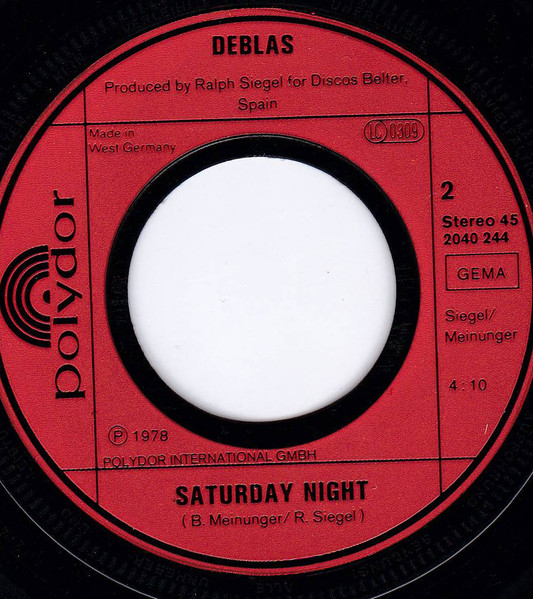 DEBLAS
Produced by Ralph Siegel for Discos Belter,
Spain
Made in
West Germany
LC 0309
polydor
2
Stereo 45
2040 244
GEMA
Siegel/
Meinunger
4:10
Ⓟ 1978
POLYDOR INTERNATIONAL GMBH
SATURDAY NIGHT
(B. Meinunger/R. Siegel)